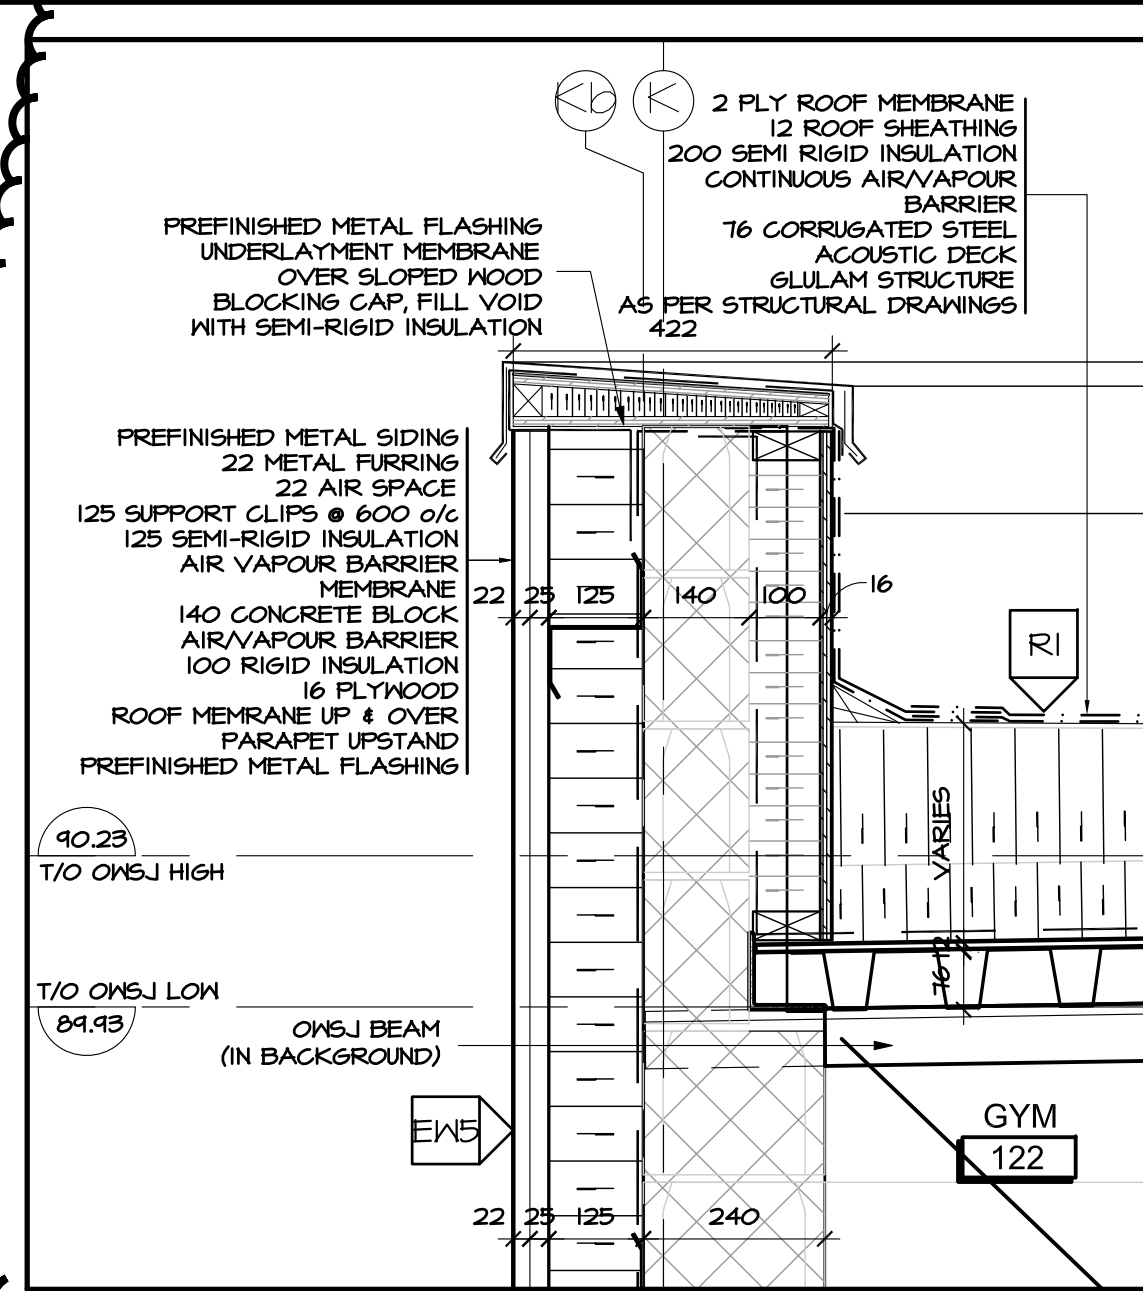 Kb
K
2 PLY ROOF MEMBRANE
12 ROOF SHEATHING
200 SEMI RIGID INSULATION
CONTINUOUS AIR/VAPOUR
BARRIER
76 CORRUGATED STEEL
ACOUSTIC DECK
GLULAM STRUCTURE
AS PER STRUCTURAL DRAWINGS
PREFINISHED METAL FLASHING
UNDERLAYMENT MEMBRANE
OVER SLOPED WOOD
BLOCKING CAP, FILL VOID
WITH SEMI-RIGID INSULATION
422
PREFINISHED METAL SIDING
22 METAL FURRING
22 AIR SPACE
125 SUPPORT CLIPS @ 600 o/c
125 SEMI-RIGID INSULATION
AIR VAPOUR BARRIER
MEMBRANE
140 CONCRETE BLOCK
AIR/VAPOUR BARRIER
100 RIGID INSULATION
16 PLYWOOD
ROOF MEMRANE UP & OVER
PARAPET UPSTAND
PREFINISHED METAL FLASHING
22 25 125 140 100 16
R1
90.23
T/O OWSJ HIGH
VARIES
76 12
T/O OWSJ LOW
89.93
OWSJ BEAM
(IN BACKGROUND)
EW5
GYM
122
22 25 125 240